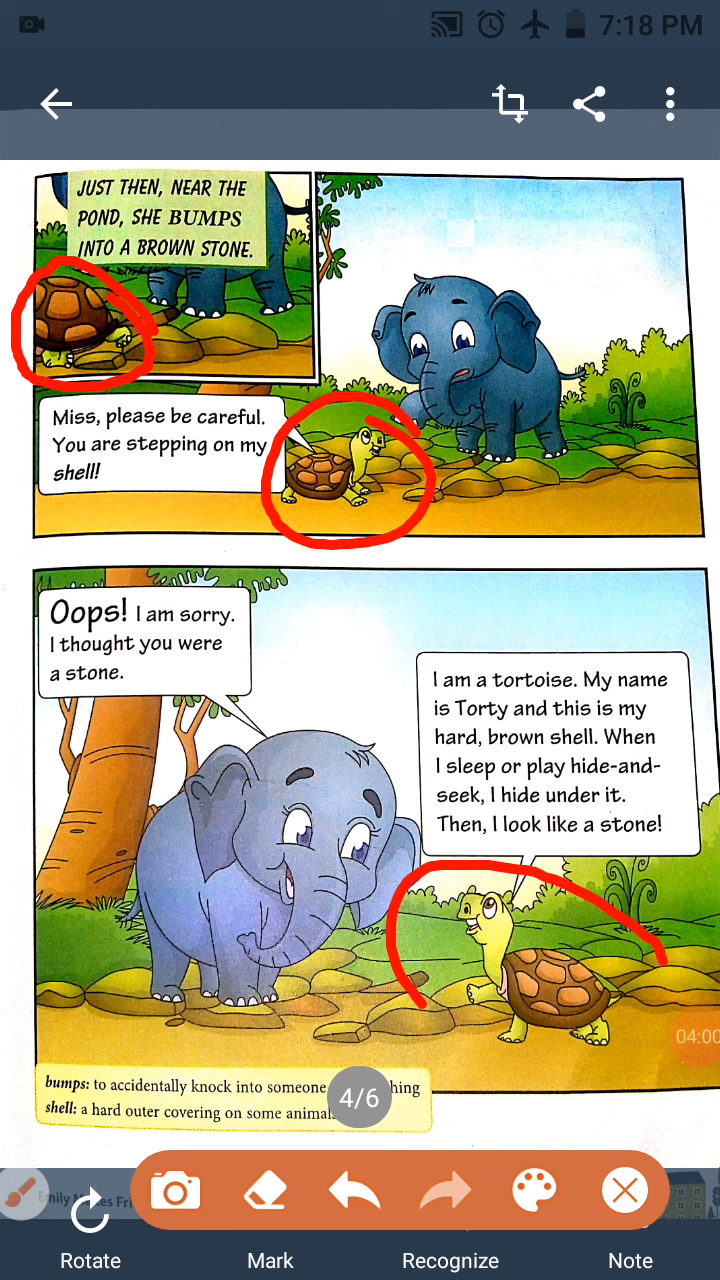 7:18 PM
JUST THEN, NEAR THE
POND, SHE BUMPS
INTO A BROWN STONE.
Miss, please be careful.
You are stepping on my
shell!
Oops! I am sorry.
I thought you were
a stone.
I am a tortoise. My name
is Torty and this is my
hard, brown shell. When
I sleep or play hide-and-
seek, I hide under it.
Then, I look like a stone!
04:00
bumps: to accidentally knock into someone
shell: a hard outer covering on some
4/6
Emily
Rotate
Mark
Recognize
Note